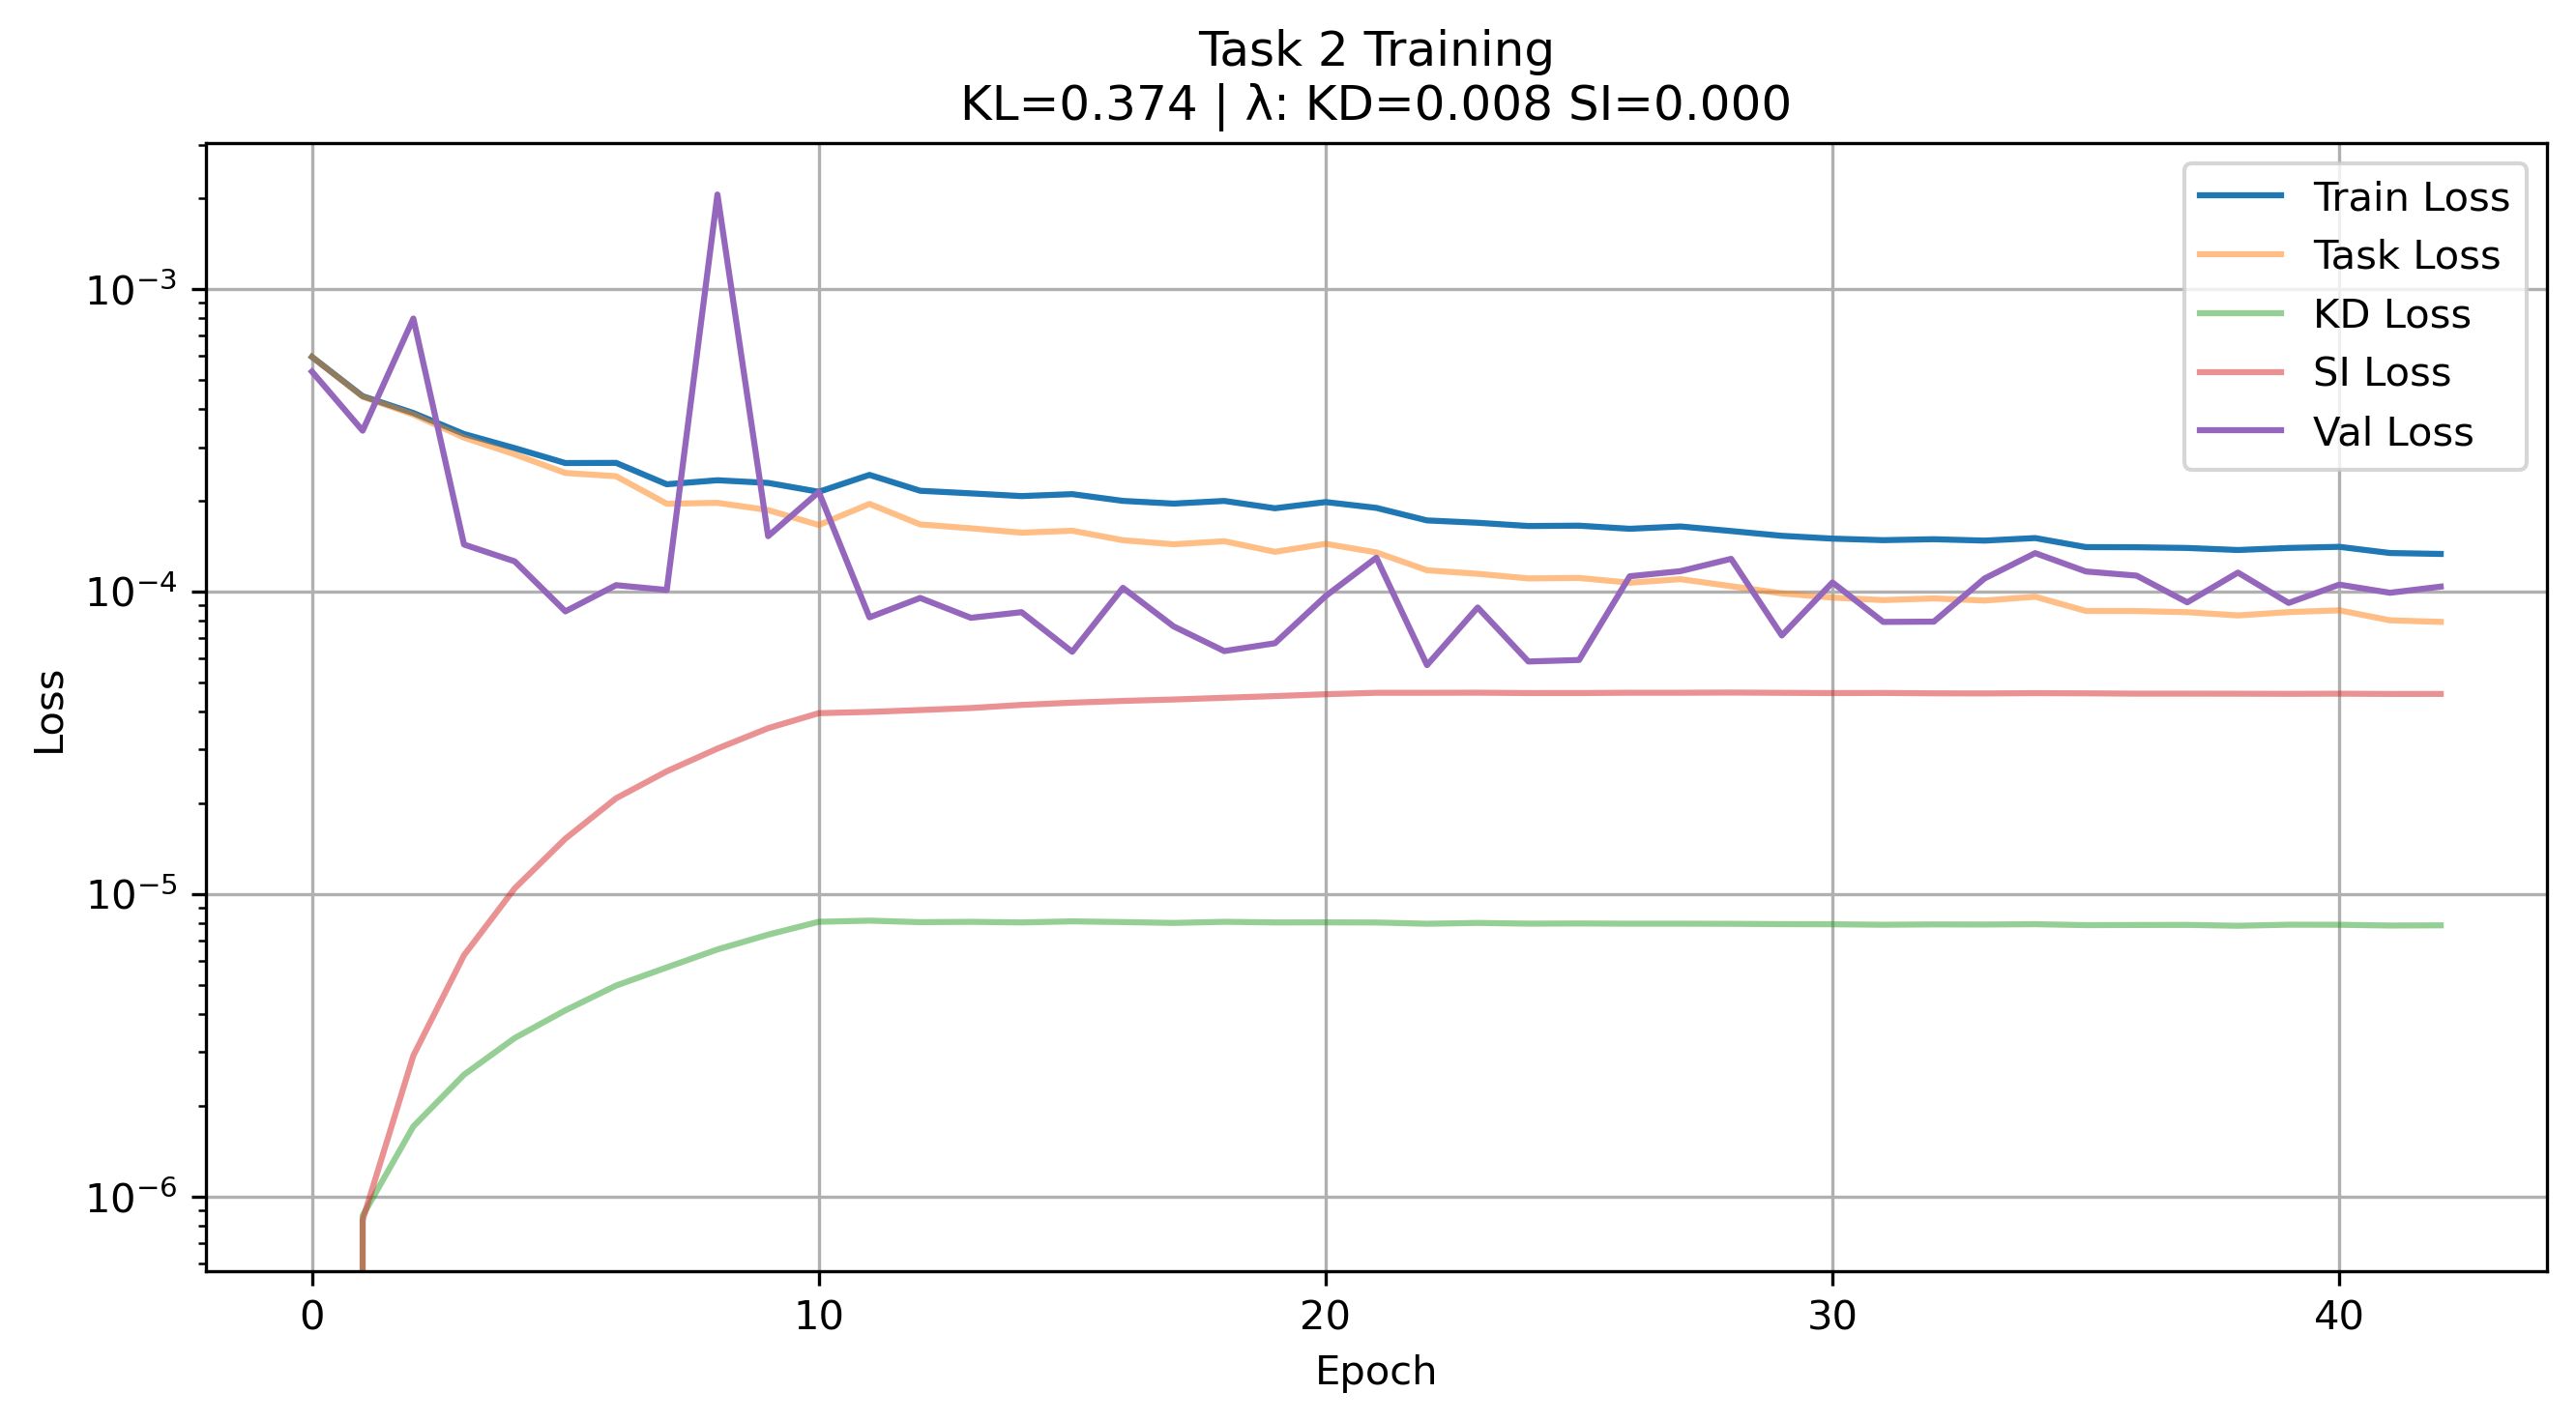 Task 2 Training
KL=0.374 | λ: KD=0.008 SI=0.000
Train Loss
Task Loss
KD Loss
SI Loss
Val Loss
10⁻³
10⁻⁴
10⁻⁵
10⁻⁶
Loss
0 10 20 30 40
Epoch